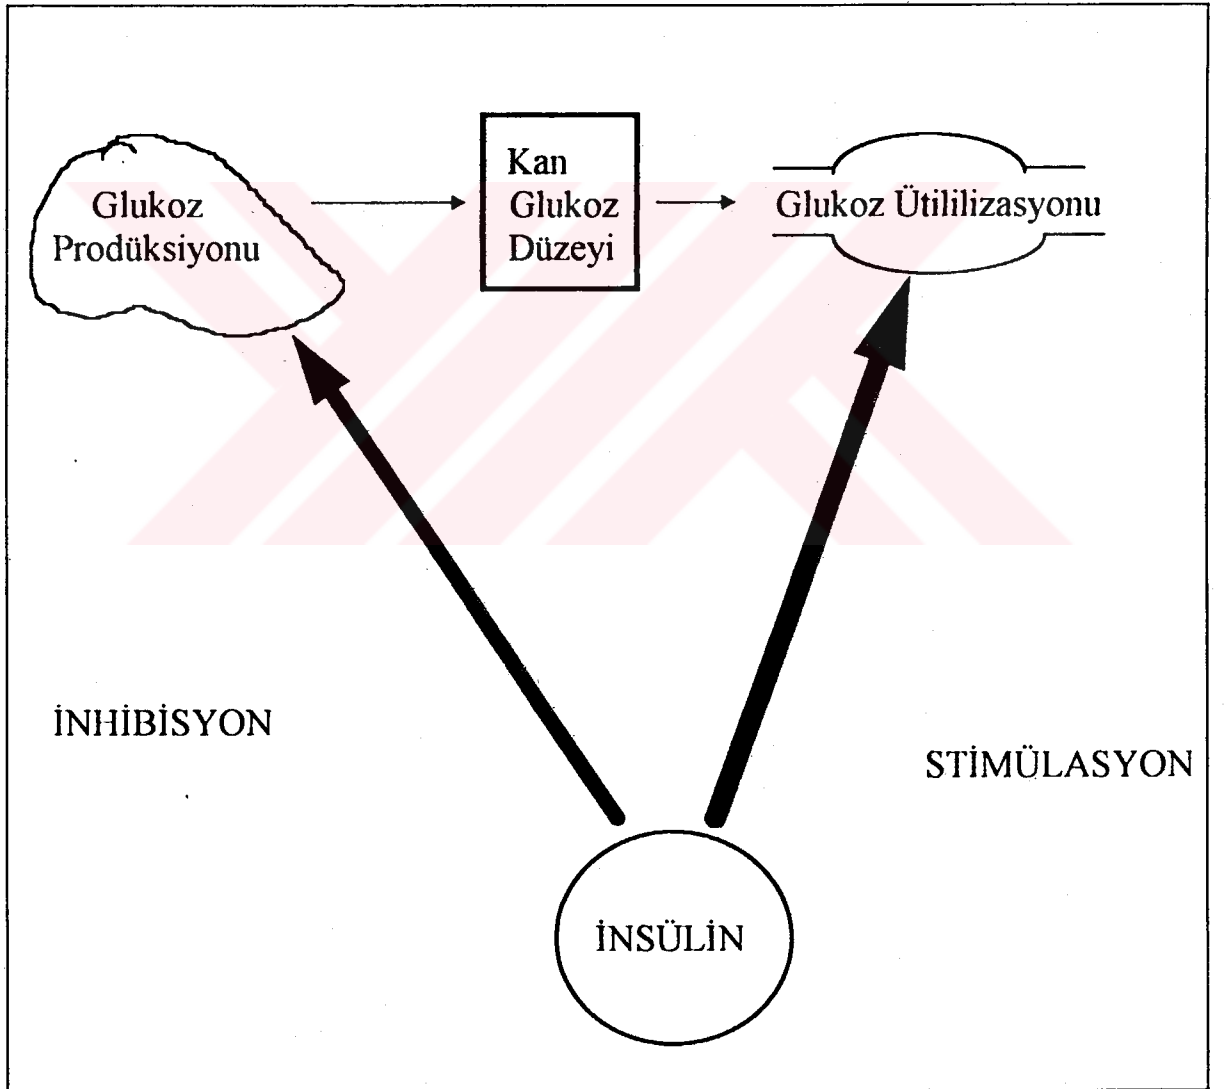 Glukoz
Prodüksiyonu
Kan
Glukoz
Düzeyi
Glukoz Ütililizasyonu
İNHİBİSYON
STİMÜLASYON
İNSÜLİN